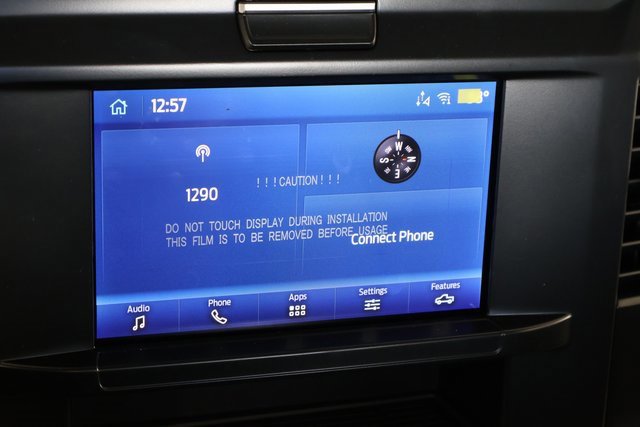 12:57
1290
W
S
N
E
! ! ! CAUTION ! ! !
DO NOT TOUCH DISPLAY DURING INSTALLATION
THIS FILM IS TO BE REMOVED BEFORE USAGE
Connect Phone
Audio
Phone
Apps
Settings
Features